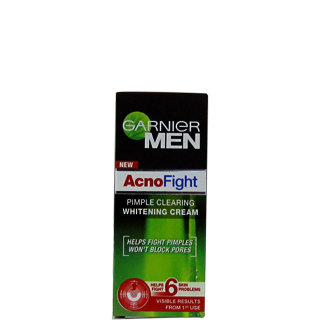 GARNIER
MEN
NEW
AcnoFight
PIMPLE CLEARING
WHITENING CREAM
HELPS FIGHT PIMPLES
WON'T BLOCK PORES
HELPS FIGHT 6 SKIN PROBLEMS
VISIBLE RESULTS
FROM 1ST USE